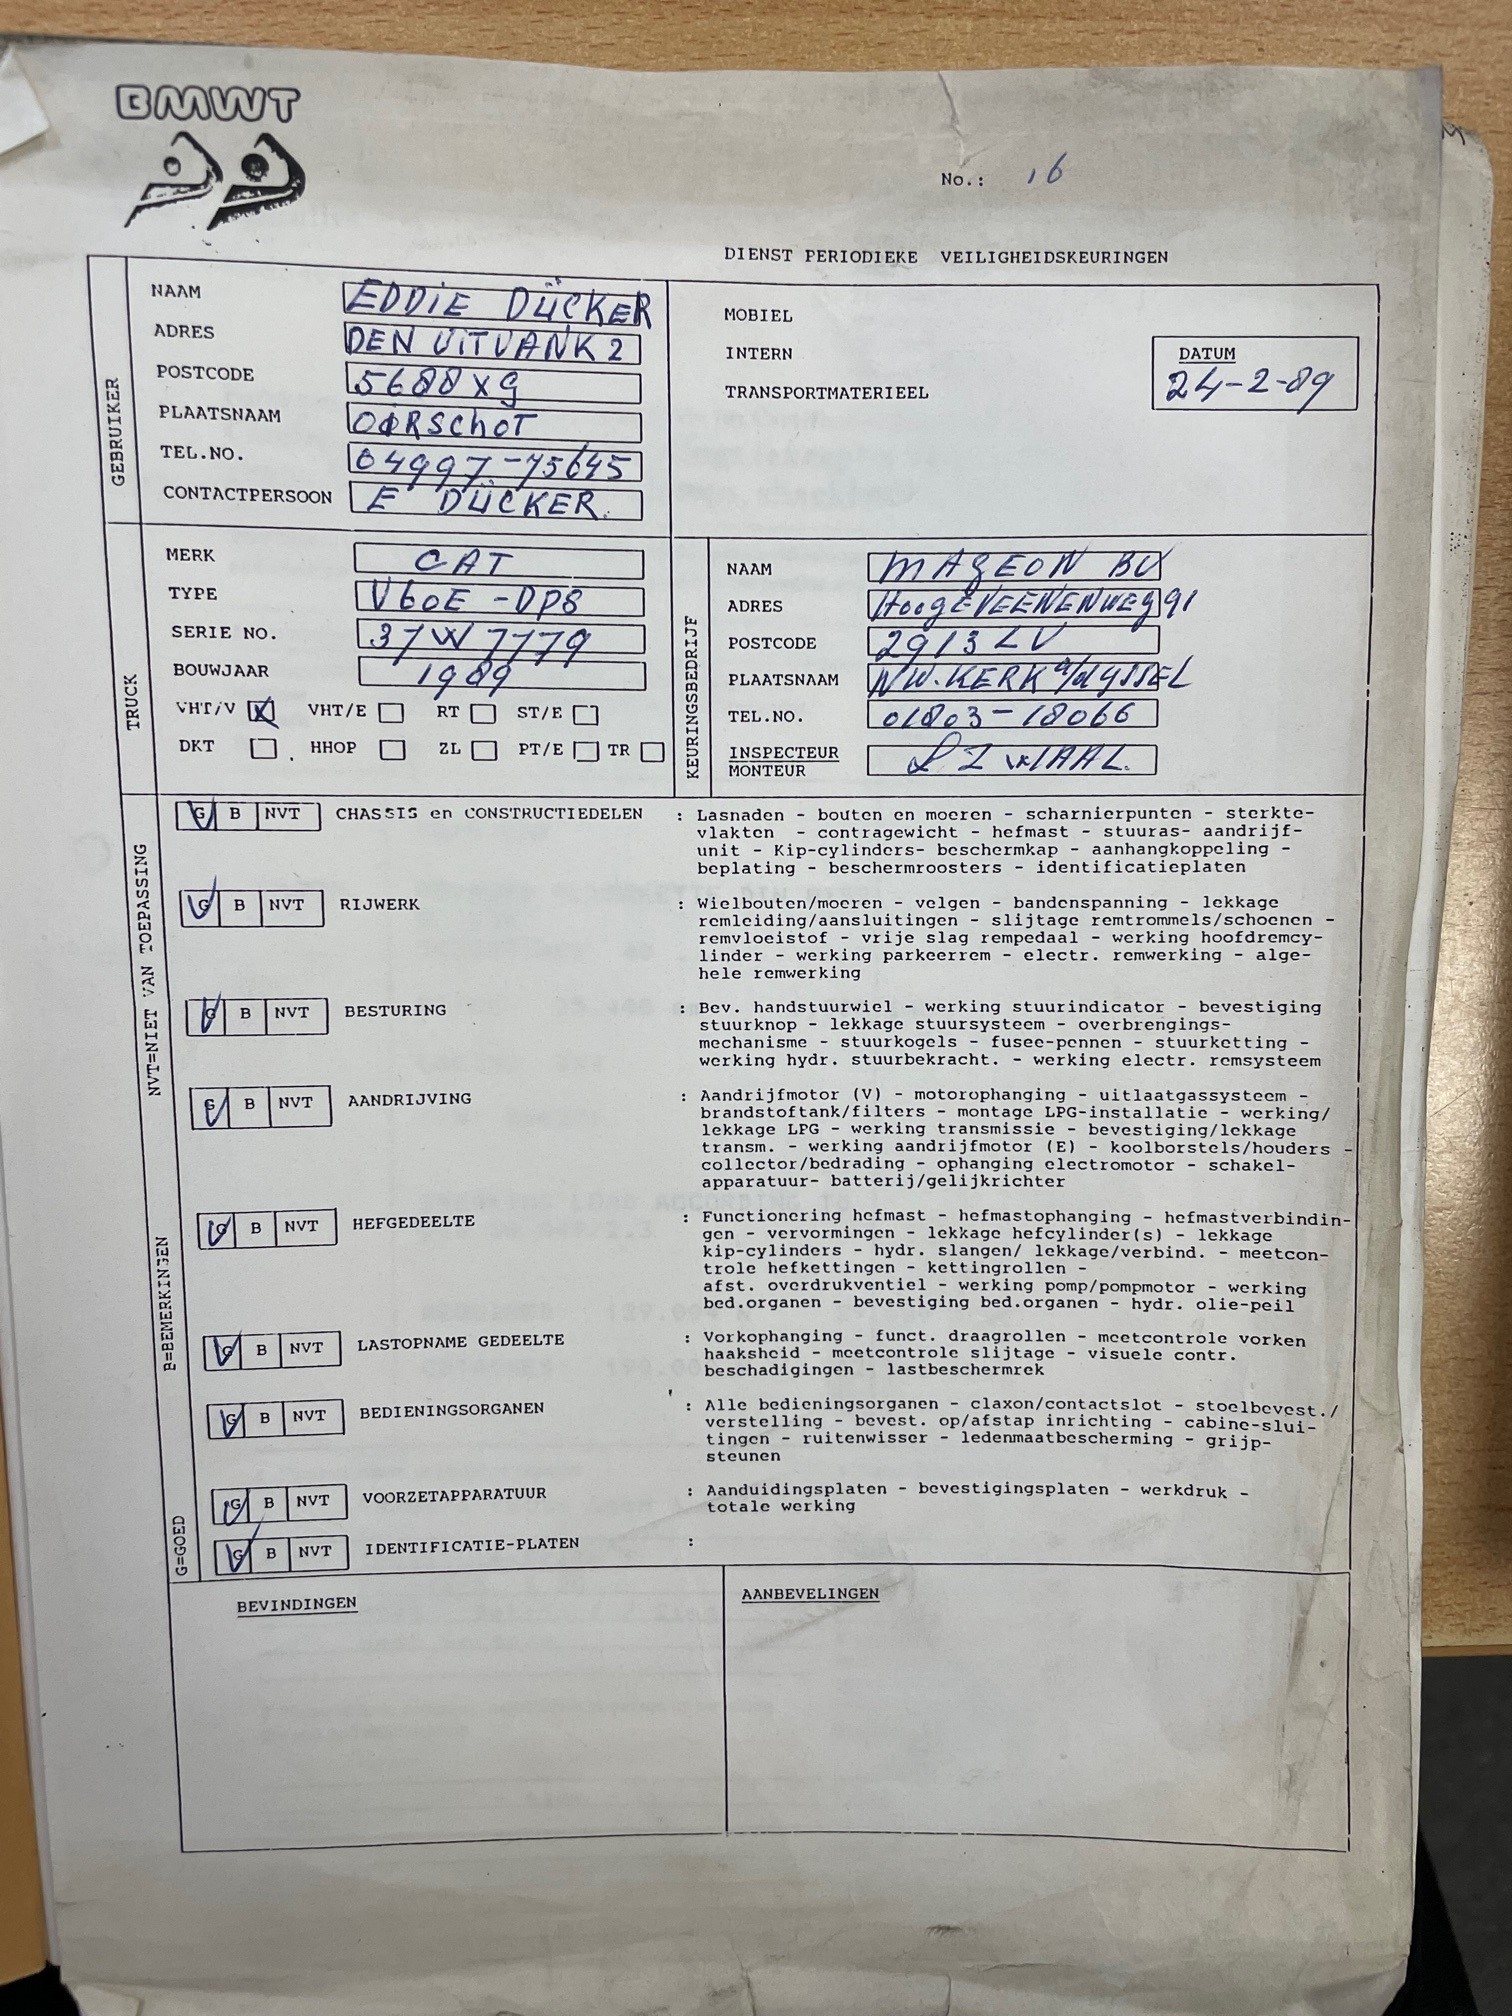 BMWT
No.: 16
DIENST PERIODIEKE VEILIGHEIDSKEURINGEN
GEBRUIKER
NAAM EDDIE DÜCKER
ADRES DEN UITVANK 2
POSTCODE 5688 XG
PLAATSNAAM OIRSCHOT
TEL.NO. 04997-75645
CONTACTPERSOON E DÜCKER.
MOBIEL
INTERN
TRANSPORTMATERIEEL
DATUM
24-2-89
TRUCK
MERK CAT
TYPE V60E-DPS
SERIE NO. 37W7779
BOUWJAAR 1989
VHT/V X VHT/E RT ST/E
DKT HHOP ZL PT/E TR
KEURINGSBEDRIJF
NAAM MAGEON BV
ADRES HoogEVEENENWEG 91
POSTCODE 2913 LV
PLAATSNAAM NW.KERK a/d YSSEL
TEL.NO. 01803-18066
INSPECTEUR
MONTEUR
G=GOED B=BEMERKINGEN NVT=NIET VAN TOEPASSING
G B NVT CHASSIS en CONSTRUCTIEDELEN : Lasnaden - bouten en moeren - scharnierpunten - sterkte-
vlakten - contragewicht - hefmast - stuuras- aandrijf-
unit - Kip-cylinders- beschermkap - aanhangkoppeling -
beplating - beschermroosters - identificatieplaten
G B NVT RIJWERK : Wielbouten/moeren - velgen - bandenspanning - lekkage
remleiding/aansluitingen - slijtage remtrommels/schoenen -
remvloeistof - vrije slag rempedaal - werking hoofdremcy-
linder - werking parkeerrem - electr. remwerking - alge-
hele remwerking
G B NVT BESTURING : Bev. handstuurwiel - werking stuurindicator - bevestiging
stuurknop - lekkage stuursysteem - overbrengings-
mechanisme - stuurkogels - fusee-pennen - stuurketting -
werking hydr. stuurbekracht. - werking electr. remsysteem
G B NVT AANDRIJVING : Aandrijfmotor (V) - motorophanging - uitlaatgassysteem -
brandstoftank/filters - montage LPG-installatie - werking/
lekkage LPG - werking transmissie - bevestiging/lekkage
transm. - werking aandrijfmotor (E) - koolborstels/houders -
collector/bedrading - ophanging electromotor - schakel-
apparatuur- batterij/gelijkrichter
G B NVT HEFGEDEELTE : Functionering hefmast - hefmastophanging - hefmastverbindin-
gen - vervormingen - lekkage hefcylinder(s) - lekkage
kip-cylinders - hydr. slangen/ lekkage/verbind. - meetcon-
trole hefkettingen - kettingrollen -
afst. overdrukventiel - werking pomp/pompmotor - werking
bed.organen - bevestiging bed.organen - hydr. olie-peil
G B NVT LASTOPNAME GEDEELTE : Vorkophanging - funct. draagrollen - meetcontrole vorken
haaksheid - meetcontrole slijtage - visuele contr.
beschadigingen - lastbeschermrek
G B NVT BEDIENINGSORGANEN : Alle bedieningsorganen - claxon/contactslot - stoelbevest./
verstelling - bevest. op/afstap inrichting - cabine-slui-
tingen - ruitenwisser - ledenmaatbescherming - grijp-
steunen
G B NVT VOORZETAPPARATUUR : Aanduidingsplaten - bevestigingsplaten - werkdruk -
totale werking
G B NVT IDENTIFICATIE-PLATEN :
BEVINDINGEN
AANBEVELINGEN